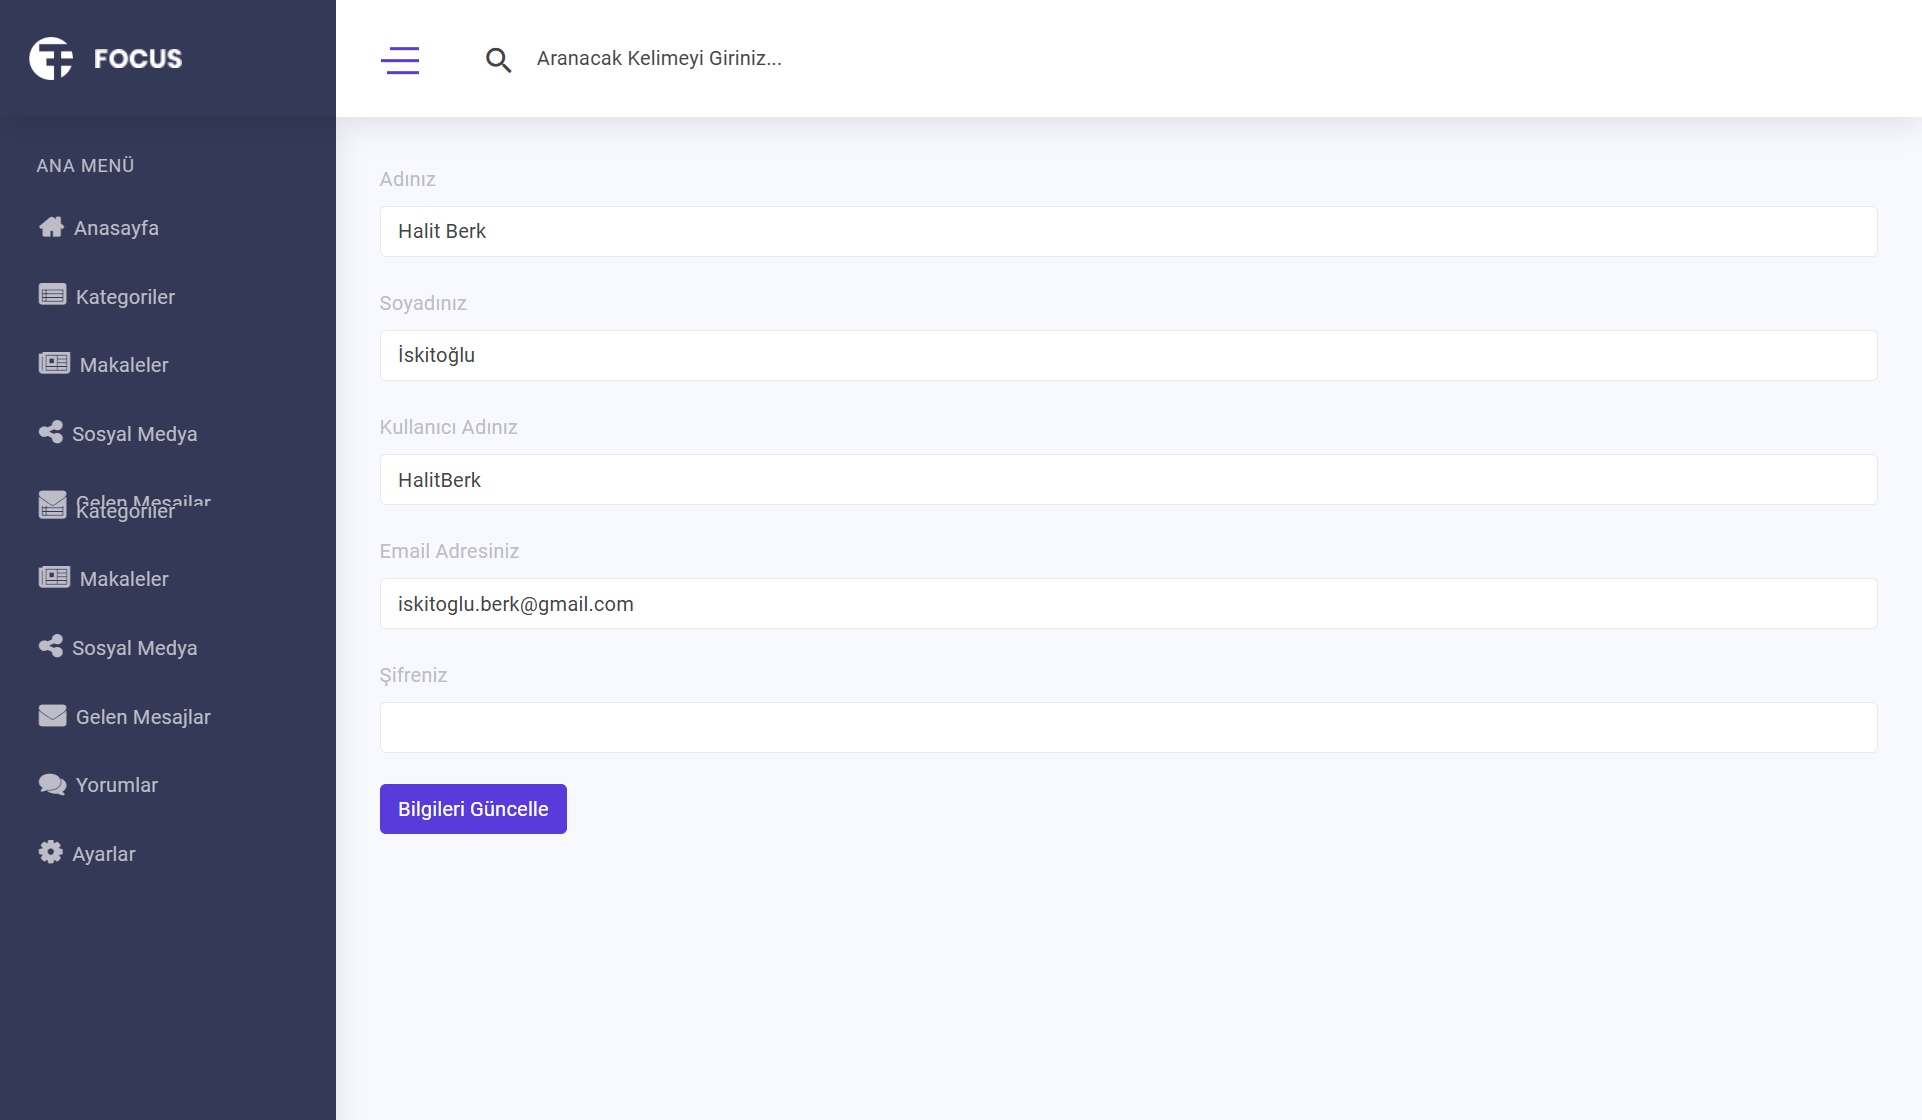 FOCUS
Aranacak Kelimeyi Giriniz...
ANA MENÜ
Anasayfa
Kategoriler
Makaleler
Sosyal Medya
Gelen Mesajlar
Kategoriler
Makaleler
Sosyal Medya
Gelen Mesajlar
Yorumlar
Ayarlar
Adınız
Halit Berk
Soyadınız
İskitoğlu
Kullanıcı Adınız
HalitBerk
Email Adresiniz
iskitoglu.berk@gmail.com
Şifreniz
Bilgileri Güncelle